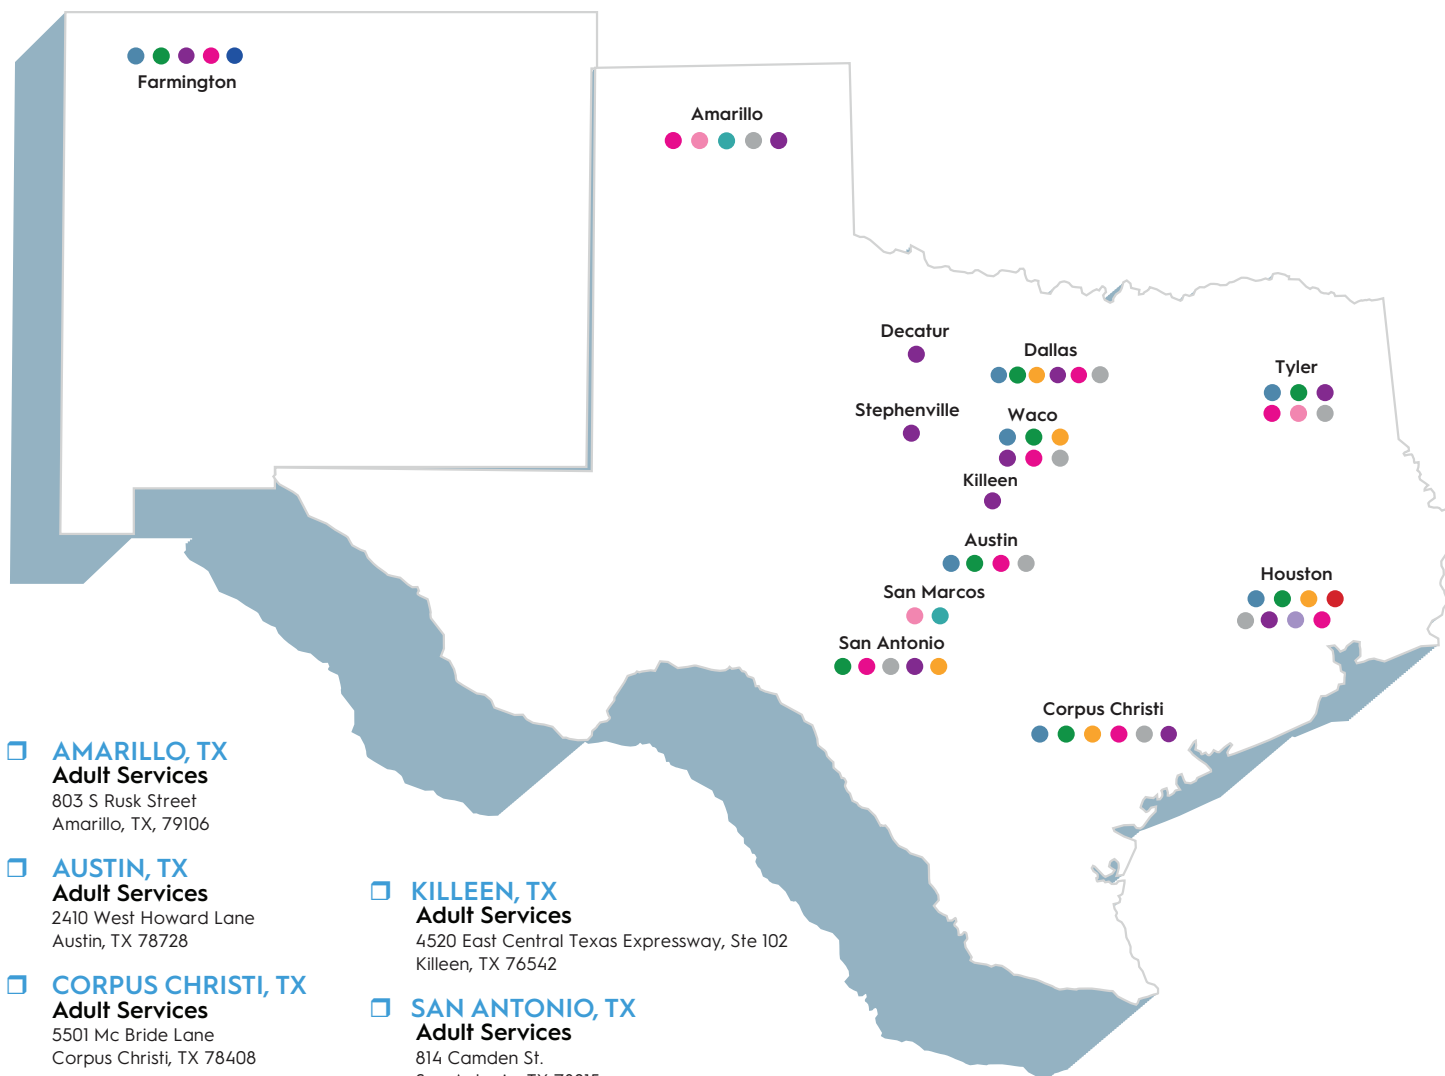 Farmington
Amarillo
Decatur
Dallas
Tyler
Stephenville
Waco
Killeen
Austin
Houston
San Marcos
San Antonio
Corpus Christi
AMARILLO, TX
Adult Services
803 S Rusk Street
Amarillo, TX, 79106
AUSTIN, TX
Adult Services
2410 West Howard Lane
Austin, TX 78728
CORPUS CHRISTI, TX
Adult Services
5501 Mc Bride Lane
Corpus Christi, TX 78408
KILLEEN, TX
Adult Services
4520 East Central Texas Expressway, Ste 102
Killeen, TX 76542
SAN ANTONIO, TX
Adult Services
814 Camden St.